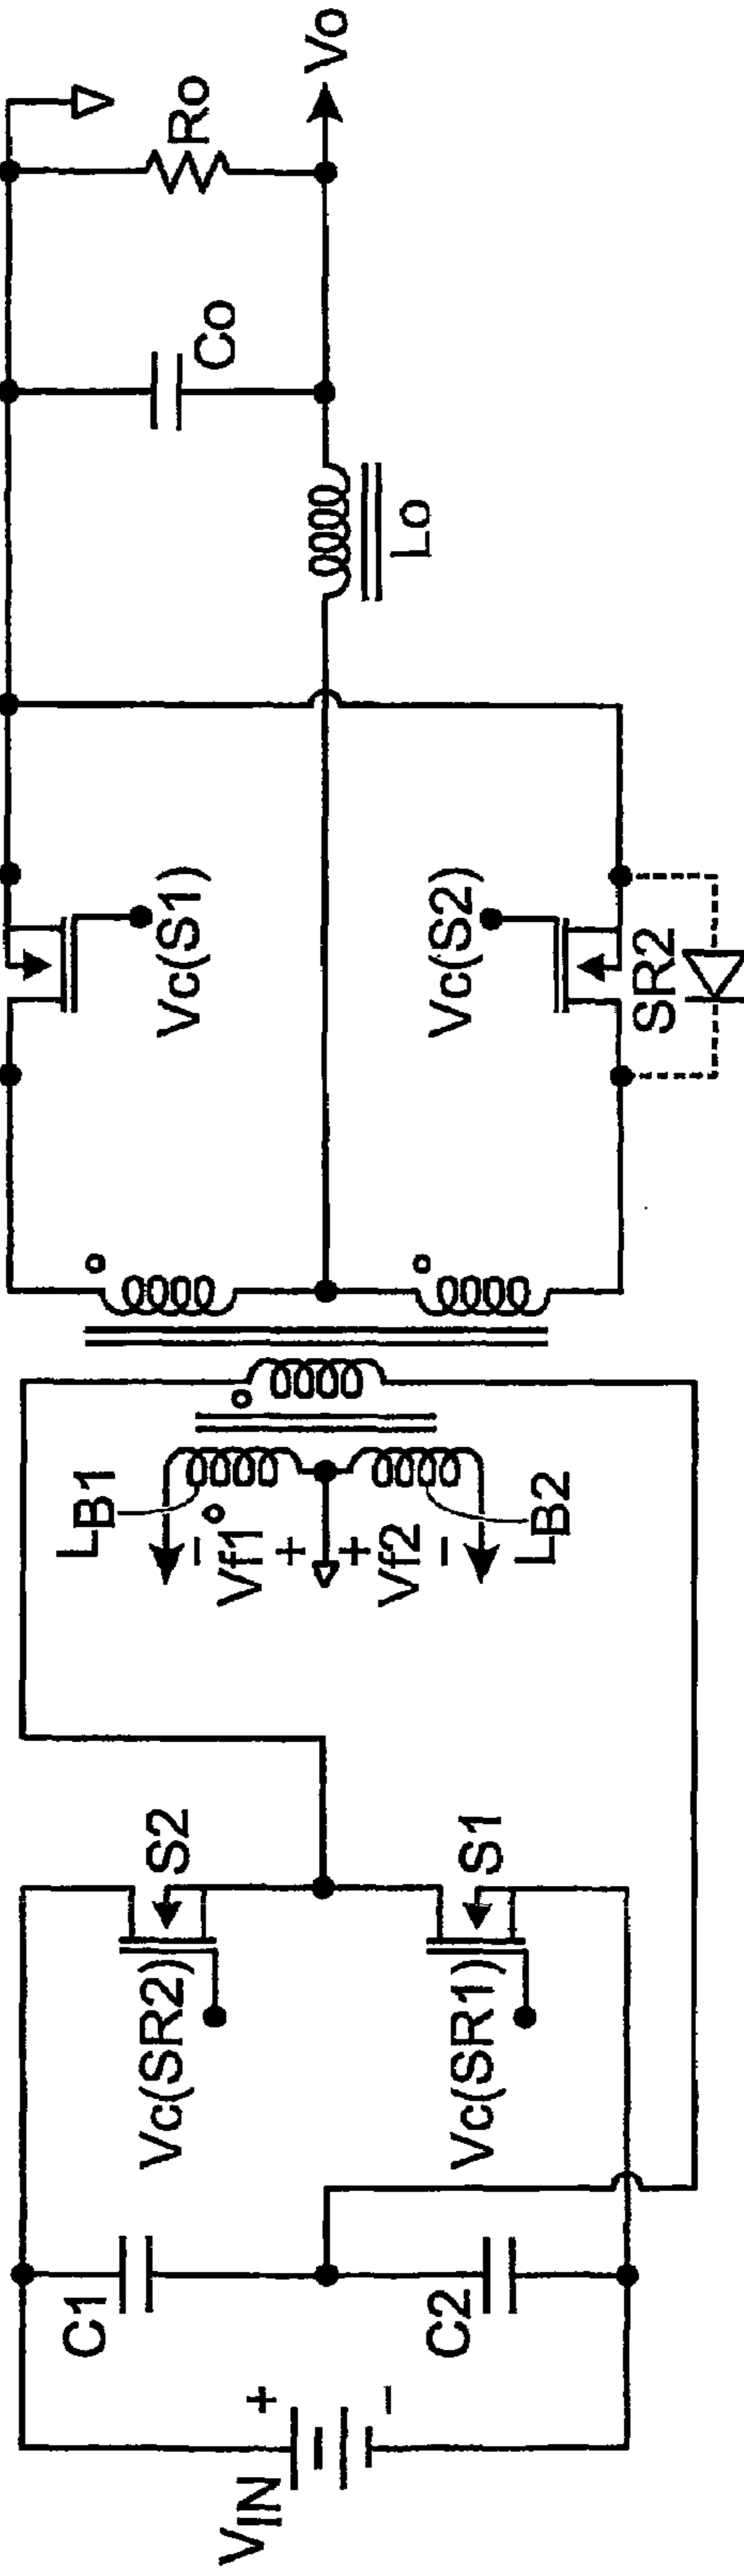 VIN
+
−
C1
C2
Vc(SR2)
S2
Vc(SR1)
S1
LB1
−
Vf1
+
+
Vf2
−
LB2
Vc(S1)
Vc(S2)
SR2
Lo
Co
Ro
Vo